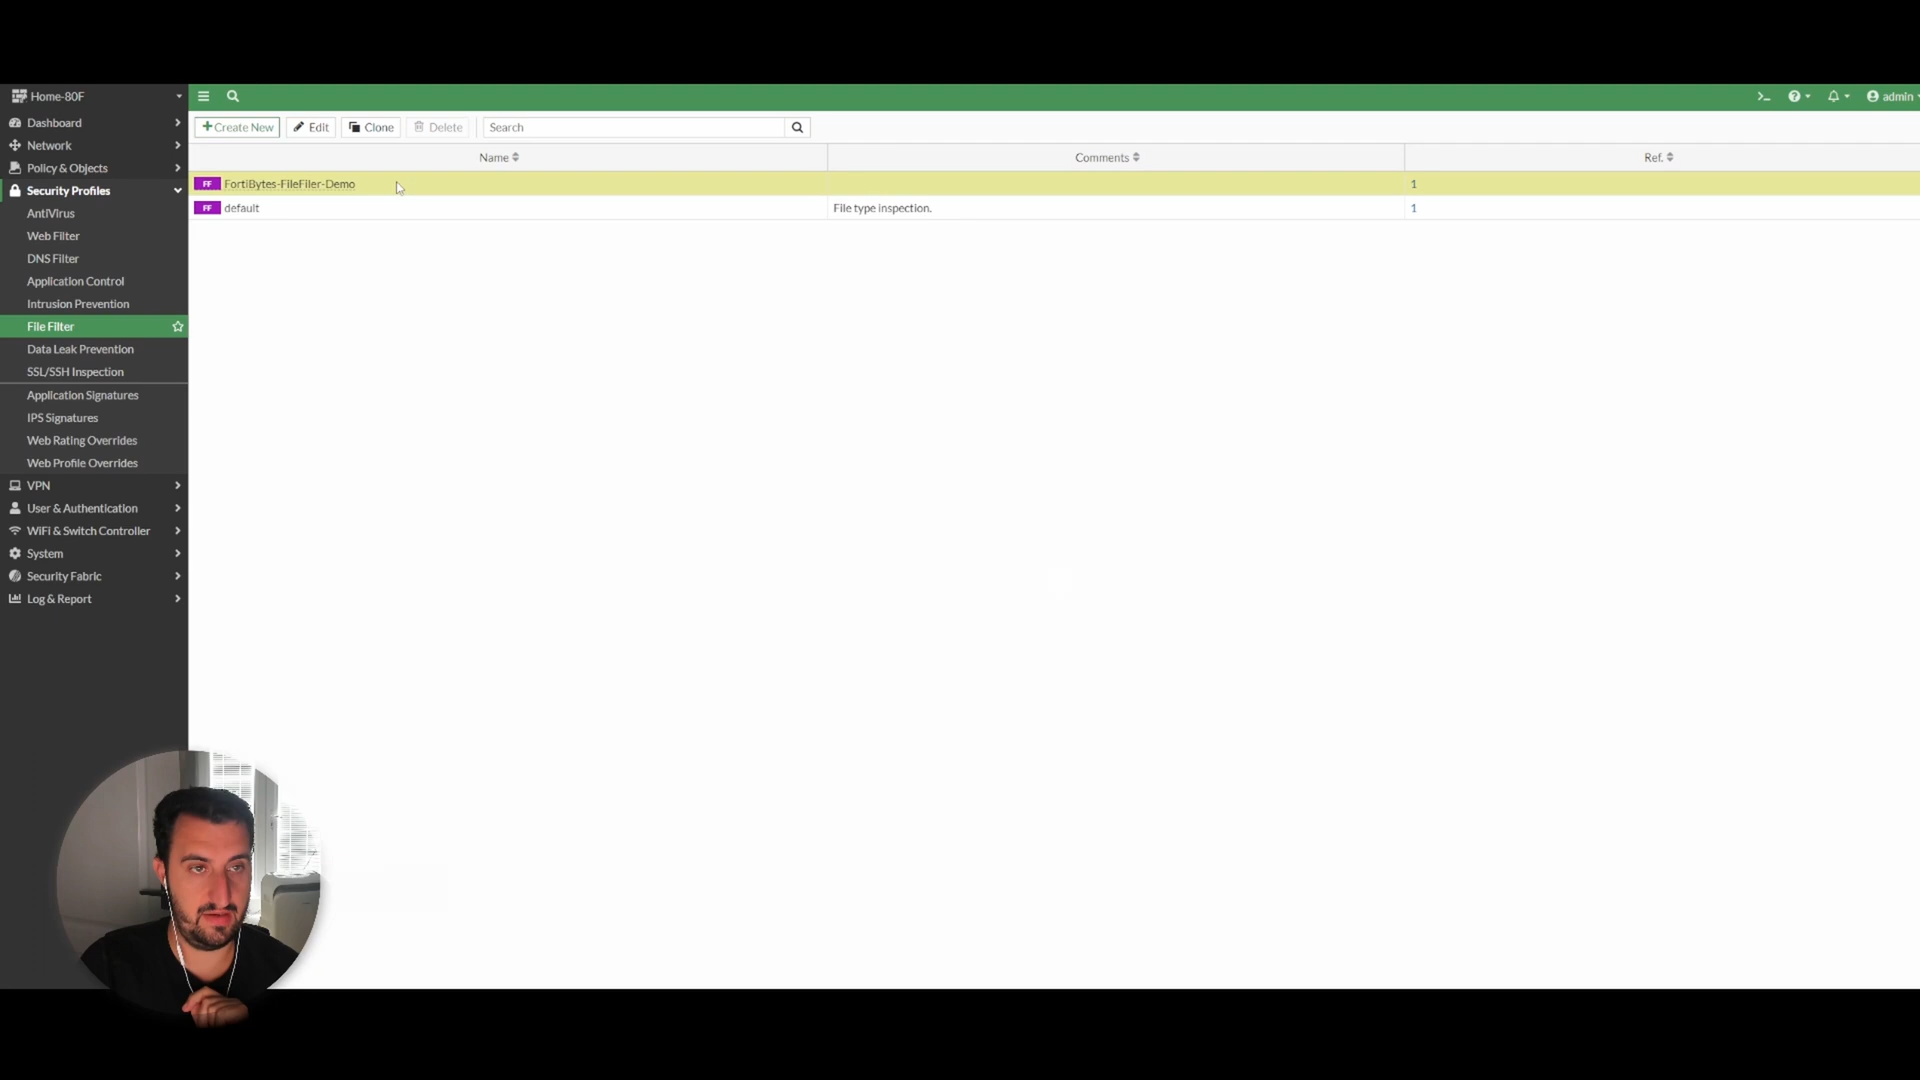 Home-80F
admin
Dashboard
Network
Policy & Objects
Security Profiles
AntiVirus
Web Filter
DNS Filter
Application Control
Intrusion Prevention
File Filter
Data Leak Prevention
SSL/SSH Inspection
Application Signatures
IPS Signatures
Web Rating Overrides
Web Profile Overrides
VPN
User & Authentication
WiFi & Switch Controller
System
Security Fabric
Log & Report
+Create New Edit Clone Delete Search
Name Comments Ref.
FF FortiBytes-FileFiler-Demo 1
FF default File type inspection. 1